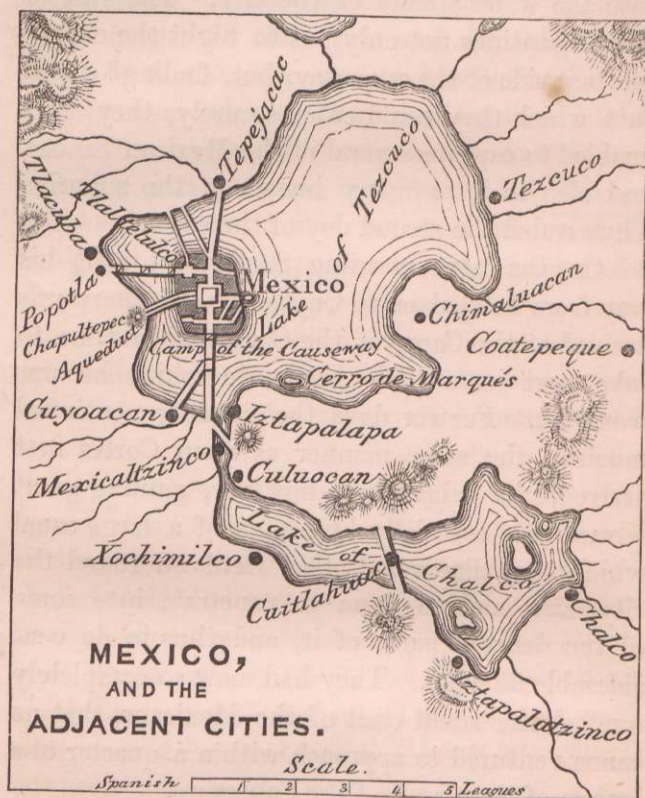 Tepejacac
Tlaltelulco
Tlacuba
Popotla
Chapultepec
Aqueduct
Mexico
Lake of Tezcuco
Tezcuco
Chimaluacan
Coatepeque
Camp of the Causeway
Cerro de Marqués
Cuyoacan
Iztapalapa
Mexicaltzinco
Culuocan
Xochimilco
Lake of Chalco
Cuitlahuac
Chalco
Iztapalatzinco
MEXICO,
AND THE
ADJACENT CITIES.
Scale.
Spanish 1 2 3 4 5 Leagues